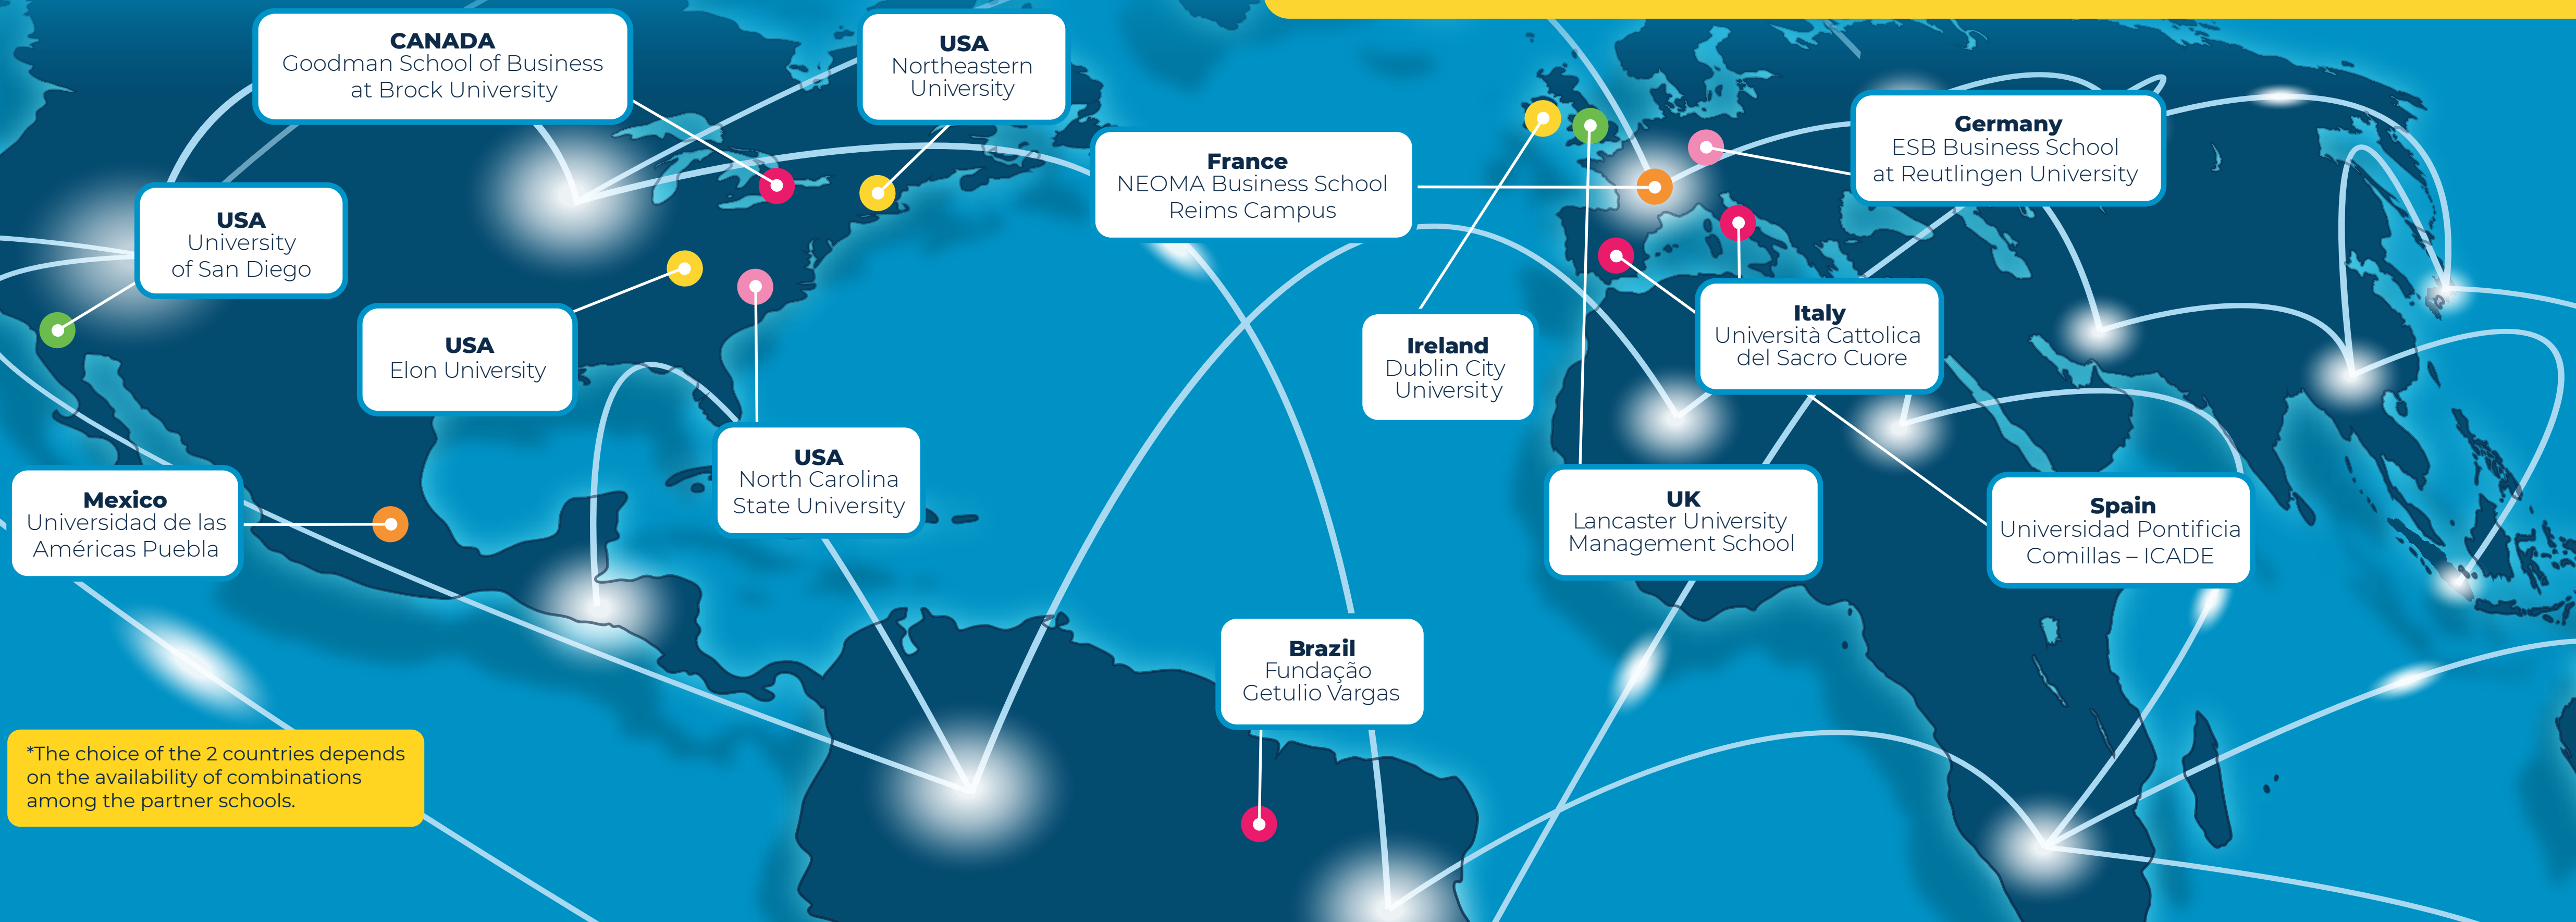 CANADA
Goodman School of Business
at Brock University
USA
Northeastern
University
USA
University
of San Diego
USA
Elon University
Mexico
Universidad de las
Américas Puebla
USA
North Carolina
State University
France
NEOMA Business School
Reims Campus
Germany
ESB Business School
at Reutlingen University
Ireland
Dublin City
University
Italy
Università Cattolica
del Sacro Cuore
UK
Lancaster University
Management School
Spain
Universidad Pontificia
Comillas – ICADE
Brazil
Fundação
Getulio Vargas
*The choice of the 2 countries depends
on the availability of combinations
among the partner schools.